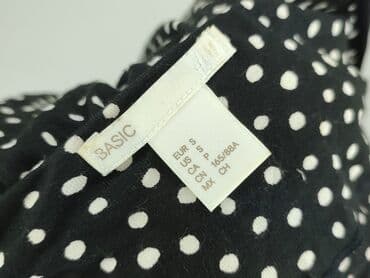 BASIC
EUR S
US S
CA P
CN 165/88A
MX CH